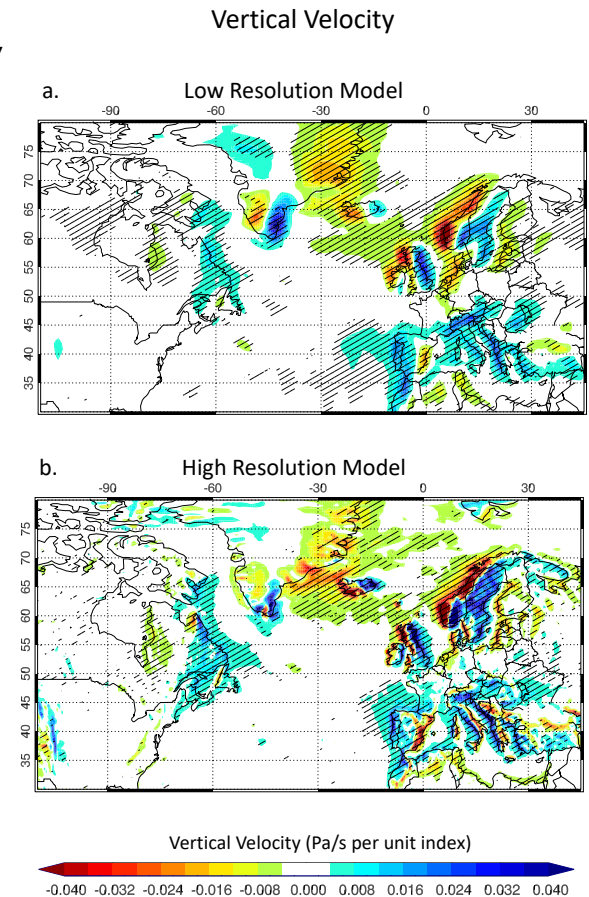 Vertical Velocity
a. Low Resolution Model
-90 -60 -30 0 30
75
70
65
60
55
50
45
40
35
b. High Resolution Model
-90 -60 -30 0 30
75
70
65
60
55
50
45
40
35
Vertical Velocity (Pa/s per unit index)
-0.040 -0.032 -0.024 -0.016 -0.008 0.000 0.008 0.016 0.024 0.032 0.040